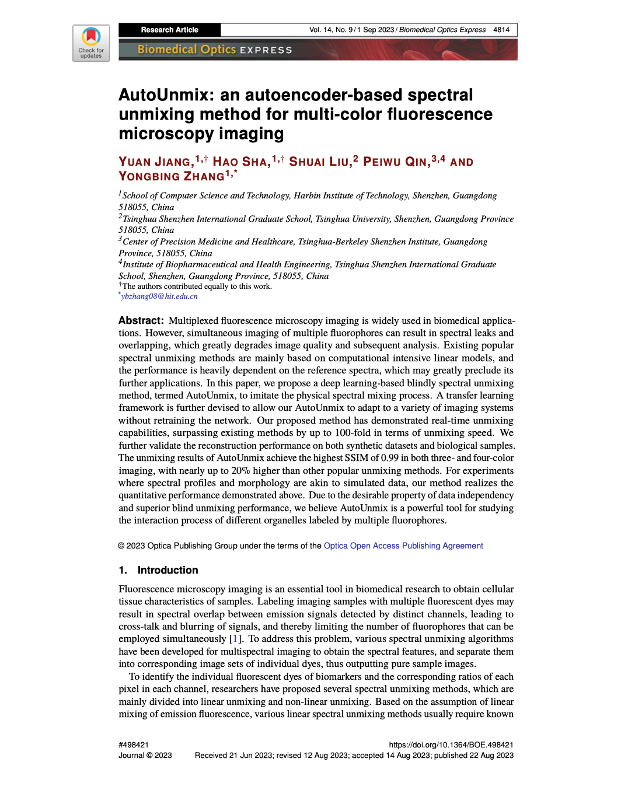 Check for
updates
Research Article
Vol. 14, No. 9 / 1 Sep 2023 / Biomedical Optics Express 4814
Biomedical Optics EXPRESS
AutoUnmix: an autoencoder-based spectral
unmixing method for multi-color fluorescence
microscopy imaging
YUAN JIANG,1,† HAO SHA,1,† SHUAI LIU,2 PEIWU QIN,3,4 AND
YONGBING ZHANG1,*
1School of Computer Science and Technology, Harbin Institute of Technology, Shenzhen, Guangdong
518055, China
2Tsinghua Shenzhen International Graduate School, Tsinghua University, Shenzhen, Guangdong Province
518055, China
3Center of Precision Medicine and Healthcare, Tsinghua-Berkeley Shenzhen Institute, Guangdong
Province, 518055, China
4Institute of Biopharmaceutical and Health Engineering, Tsinghua Shenzhen International Graduate
School, Shenzhen, Guangdong Province, 518055, China
†The authors contributed equally to this work.
*ybzhang08@hit.edu.cn
Abstract: Multiplexed fluorescence microscopy imaging is widely used in biomedical applica-
tions. However, simultaneous imaging of multiple fluorophores can result in spectral leaks and
overlapping, which greatly degrades image quality and subsequent analysis. Existing popular
spectral unmixing methods are mainly based on computational intensive linear models, and
the performance is heavily dependent on the reference spectra, which may greatly preclude its
further applications. In this paper, we propose a deep learning-based blindly spectral unmixing
method, termed AutoUnmix, to imitate the physical spectral mixing process. A transfer learning
framework is further devised to allow our AutoUnmix to adapt to a variety of imaging systems
without retraining the network. Our proposed method has demonstrated real-time unmixing
capabilities, surpassing existing methods by up to 100-fold in terms of unmixing speed. We
further validate the reconstruction performance on both synthetic datasets and biological samples.
The unmixing results of AutoUnmix achieve the highest SSIM of 0.99 in both three- and four-color
imaging, with nearly up to 20% higher than other popular unmixing methods. For experiments
where spectral profiles and morphology are akin to simulated data, our method realizes the
quantitative performance demonstrated above. Due to the desirable property of data independency
and superior blind unmixing performance, we believe AutoUnmix is a powerful tool for studying
the interaction process of different organelles labeled by multiple fluorophores.
© 2023 Optica Publishing Group under the terms of the Optica Open Access Publishing Agreement
1. Introduction
Fluorescence microscopy imaging is an essential tool in biomedical research to obtain cellular
tissue characteristics of samples. Labeling imaging samples with multiple fluorescent dyes may
result in spectral overlap between emission signals detected by distinct channels, leading to
cross-talk and blurring of signals, and thereby limiting the number of fluorophores that can be
employed simultaneously [1]. To address this problem, various spectral unmixing algorithms
have been developed for multispectral imaging to obtain the spectral features, and separate them
into corresponding image sets of individual dyes, thus outputting pure sample images.
To identify the individual fluorescent dyes of biomarkers and the corresponding ratios of each
pixel in each channel, researchers have proposed several spectral unmixing methods, which are
mainly divided into linear unmixing and non-linear unmixing. Based on the assumption of linear
mixing of emission fluorescence, various linear spectral unmixing methods usually require known
#498421
https://doi.org/10.1364/BOE.498421
Journal © 2023
Received 21 Jun 2023; revised 12 Aug 2023; accepted 14 Aug 2023; published 22 Aug 2023